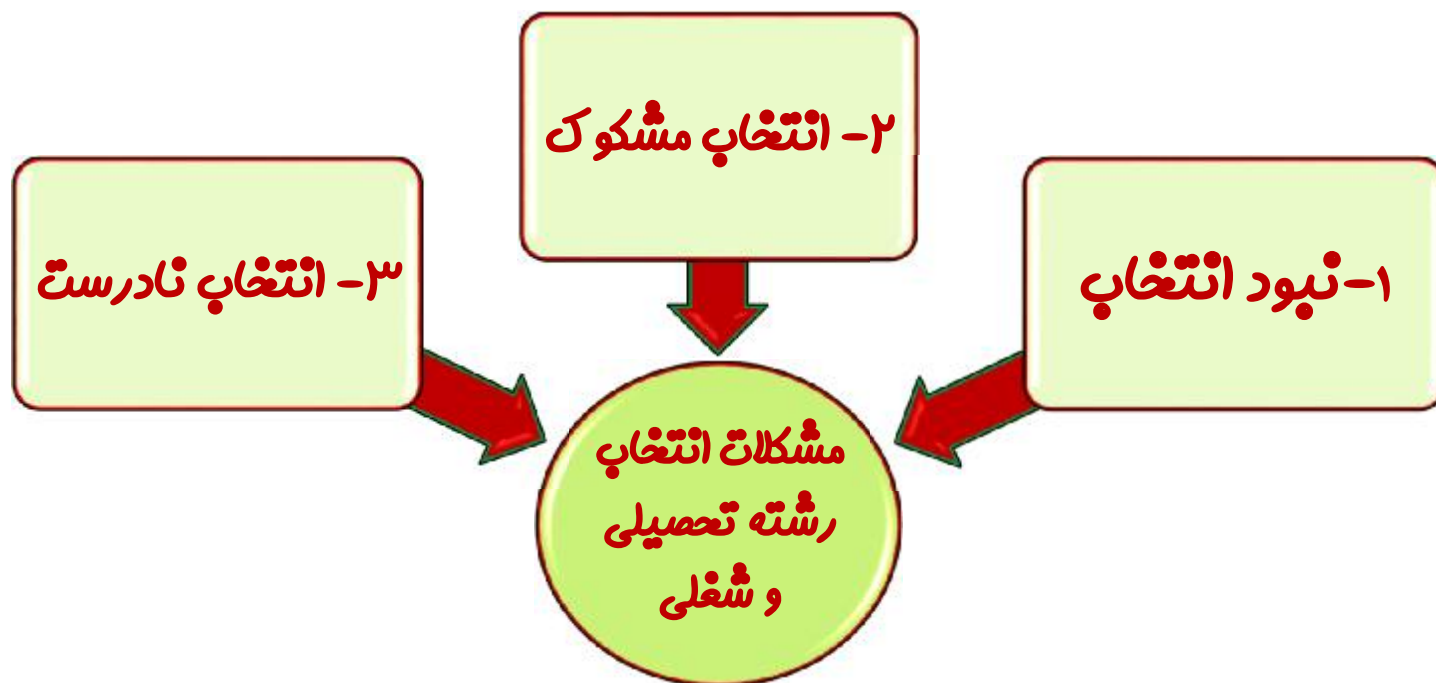 ۱- نبود انتخاب
۲- انتخاب مشکوک
۳- انتخاب نادرست
مشکلات انتخاب
رشته تحصیلی
و شغلی